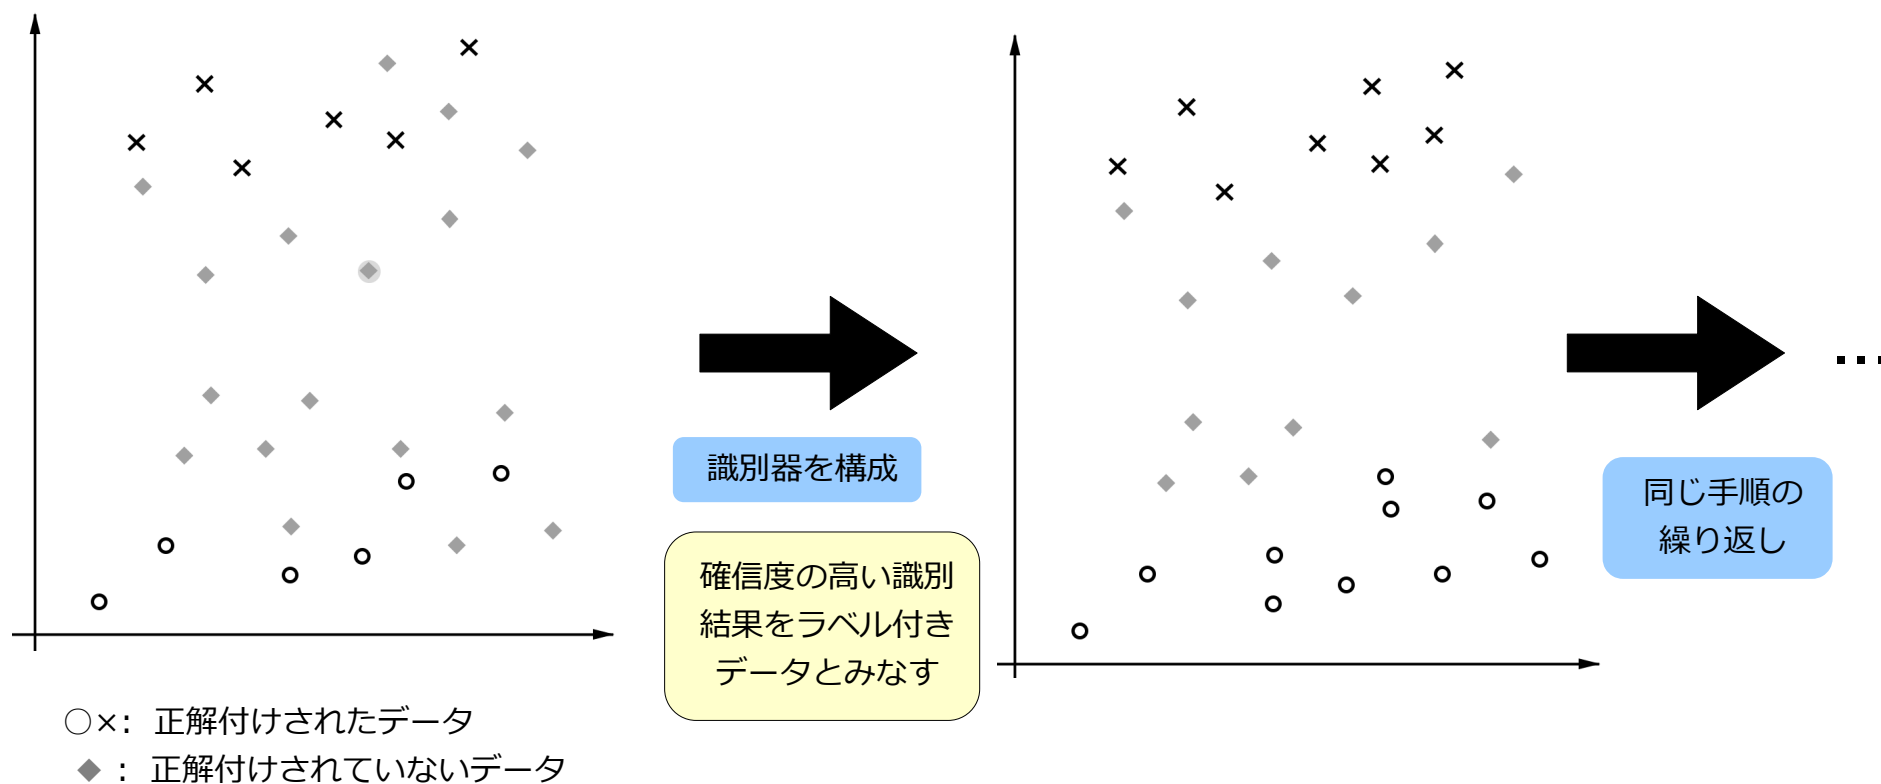 識別器を構成
確信度の高い識別
結果をラベル付き
データとみなす
同じ手順の
繰り返し
…
○×: 正解付けされたデータ
◆ : 正解付けされていないデータ